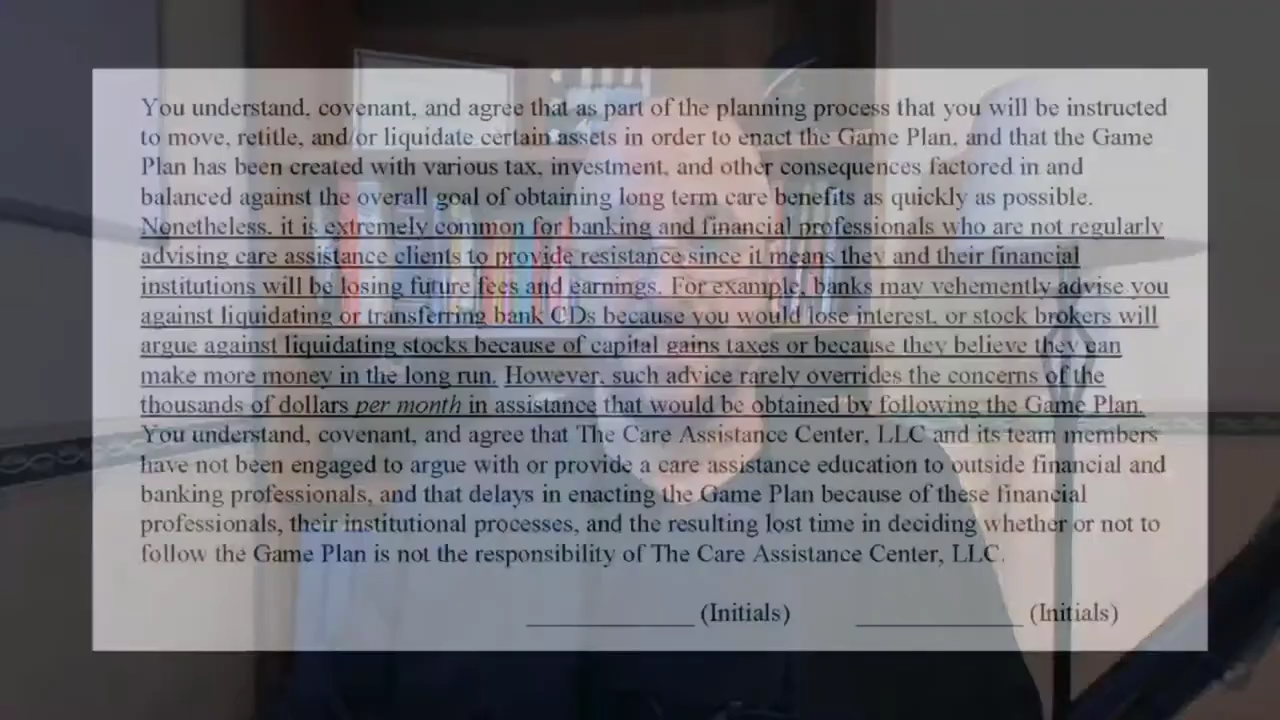 You understand, covenant, and agree that as part of the planning process that you will be instructed
to move, retitle, and/or liquidate certain assets in order to enact the Game Plan, and that the Game
Plan has been created with various tax, investment, and other consequences factored in and
balanced against the overall goal of obtaining long term care benefits as quickly as possible.
Nonetheless, it is extremely common for banking and financial professionals who are not regularly
advising care assistance clients to provide resistance since it means they and their financial
institutions will be losing future fees and earnings. For example, banks may vehemently advise you
against liquidating or transferring bank CDs because you would lose interest, or stock brokers will
argue against liquidating stocks because of capital gains taxes or because they believe they can
make more money in the long run. However, such advice rarely overrides the concerns of the
thousands of dollars per month in assistance that would be obtained by following the Game Plan.
You understand, covenant, and agree that The Care Assistance Center, LLC and its team members
have not been engaged to argue with or provide a care assistance education to outside financial and
banking professionals, and that delays in enacting the Game Plan because of these financial
professionals, their institutional processes, and the resulting lost time in deciding whether or not to
follow the Game Plan is not the responsibility of The Care Assistance Center, LLC.
____________ (Initials) ____________ (Initials)